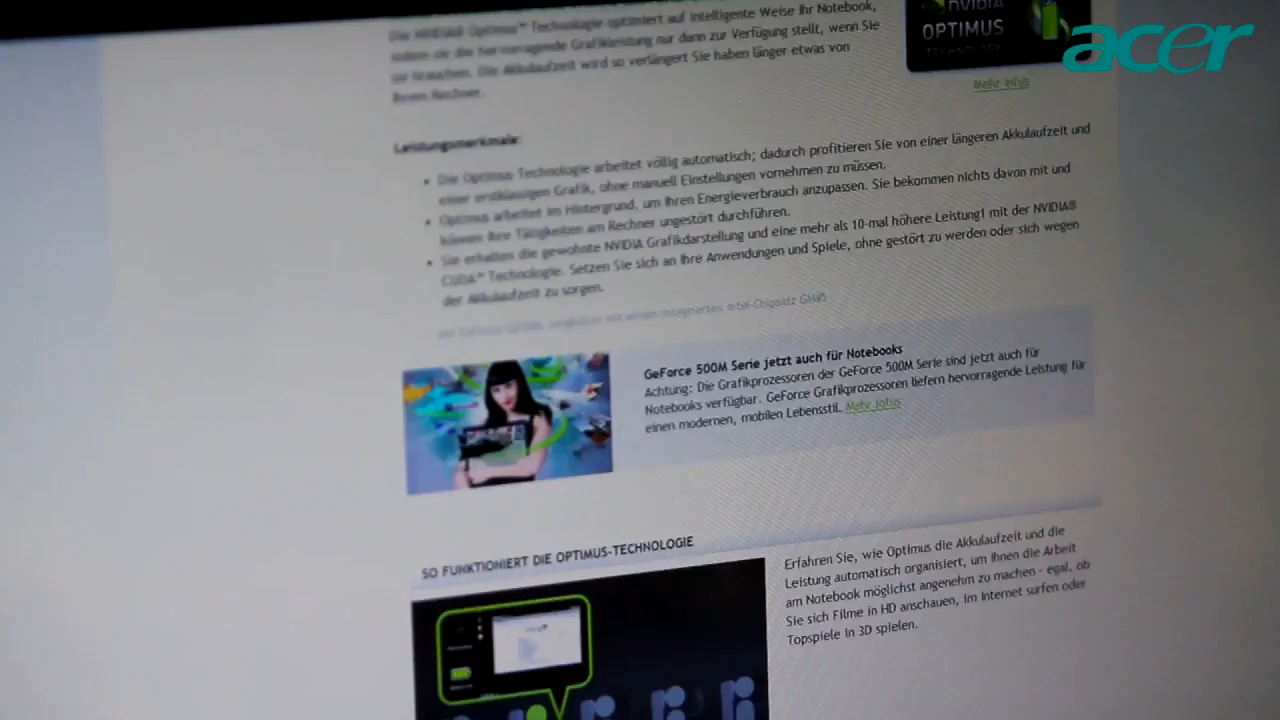 Die NVIDIA® Optimus™ Technologie optimiert auf intelligente Weise Ihr Notebook,
indem sie die hervorragende Grafikleistung nur dann zur Verfügung stellt, wenn Sie
sie brauchen. Die Akkulaufzeit wird so verlängert Sie haben länger etwas von
Ihrem Rechner.
NVIDIA
OPTIMUS
TECHNOLOGY
acer
Mehr Infos
Leistungsmerkmale:
• Die Optimus-Technologie arbeitet völlig automatisch; dadurch profitieren Sie von einer längeren Akkulaufzeit und
einer erstklassigen Grafik, ohne manuell Einstellungen vornehmen zu müssen.
• Optimus arbeitet im Hintergrund, um Ihren Energieverbrauch anzupassen. Sie bekommen nichts davon mit und
können Ihre Tätigkeiten am Rechner ungestört durchführen.
• Sie erhalten die gewohnte NVIDIA Grafikdarstellung und eine mehr als 10-mal höhere Leistung1 mit der NVIDIA®
CUDA™ Technologie. Setzen Sie sich an Ihre Anwendungen und Spiele, ohne gestört zu werden oder sich wegen
der Akkulaufzeit zu sorgen.
mit einem integrierten Intel-Chipsatz GM45
GeForce 500M Serie jetzt auch für Notebooks
Achtung: Die Grafikprozessoren der GeForce 500M Serie sind jetzt auch für
Notebooks verfügbar. GeForce Grafikprozessoren liefern hervorragende Leistung für
einen modernen, mobilen Lebensstil. Mehr Infos
SO FUNKTIONIERT DIE OPTIMUS-TECHNOLOGIE
Erfahren Sie, wie Optimus die Akkulaufzeit und die
Leistung automatisch organisiert, um Ihnen die Arbeit
am Notebook möglichst angenehm zu machen - egal, ob
Sie sich Filme in HD anschauen, im Internet surfen oder
Topspiele in 3D spielen.